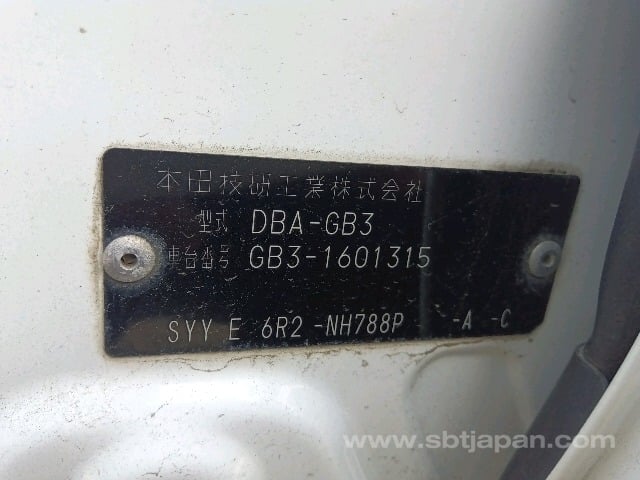 本田技研工業株式会社
型式 DBA-GB3
車台番号 GB3-1601315
SYY E 6R2 -NH788P -A -C
www.sbtjapan.com